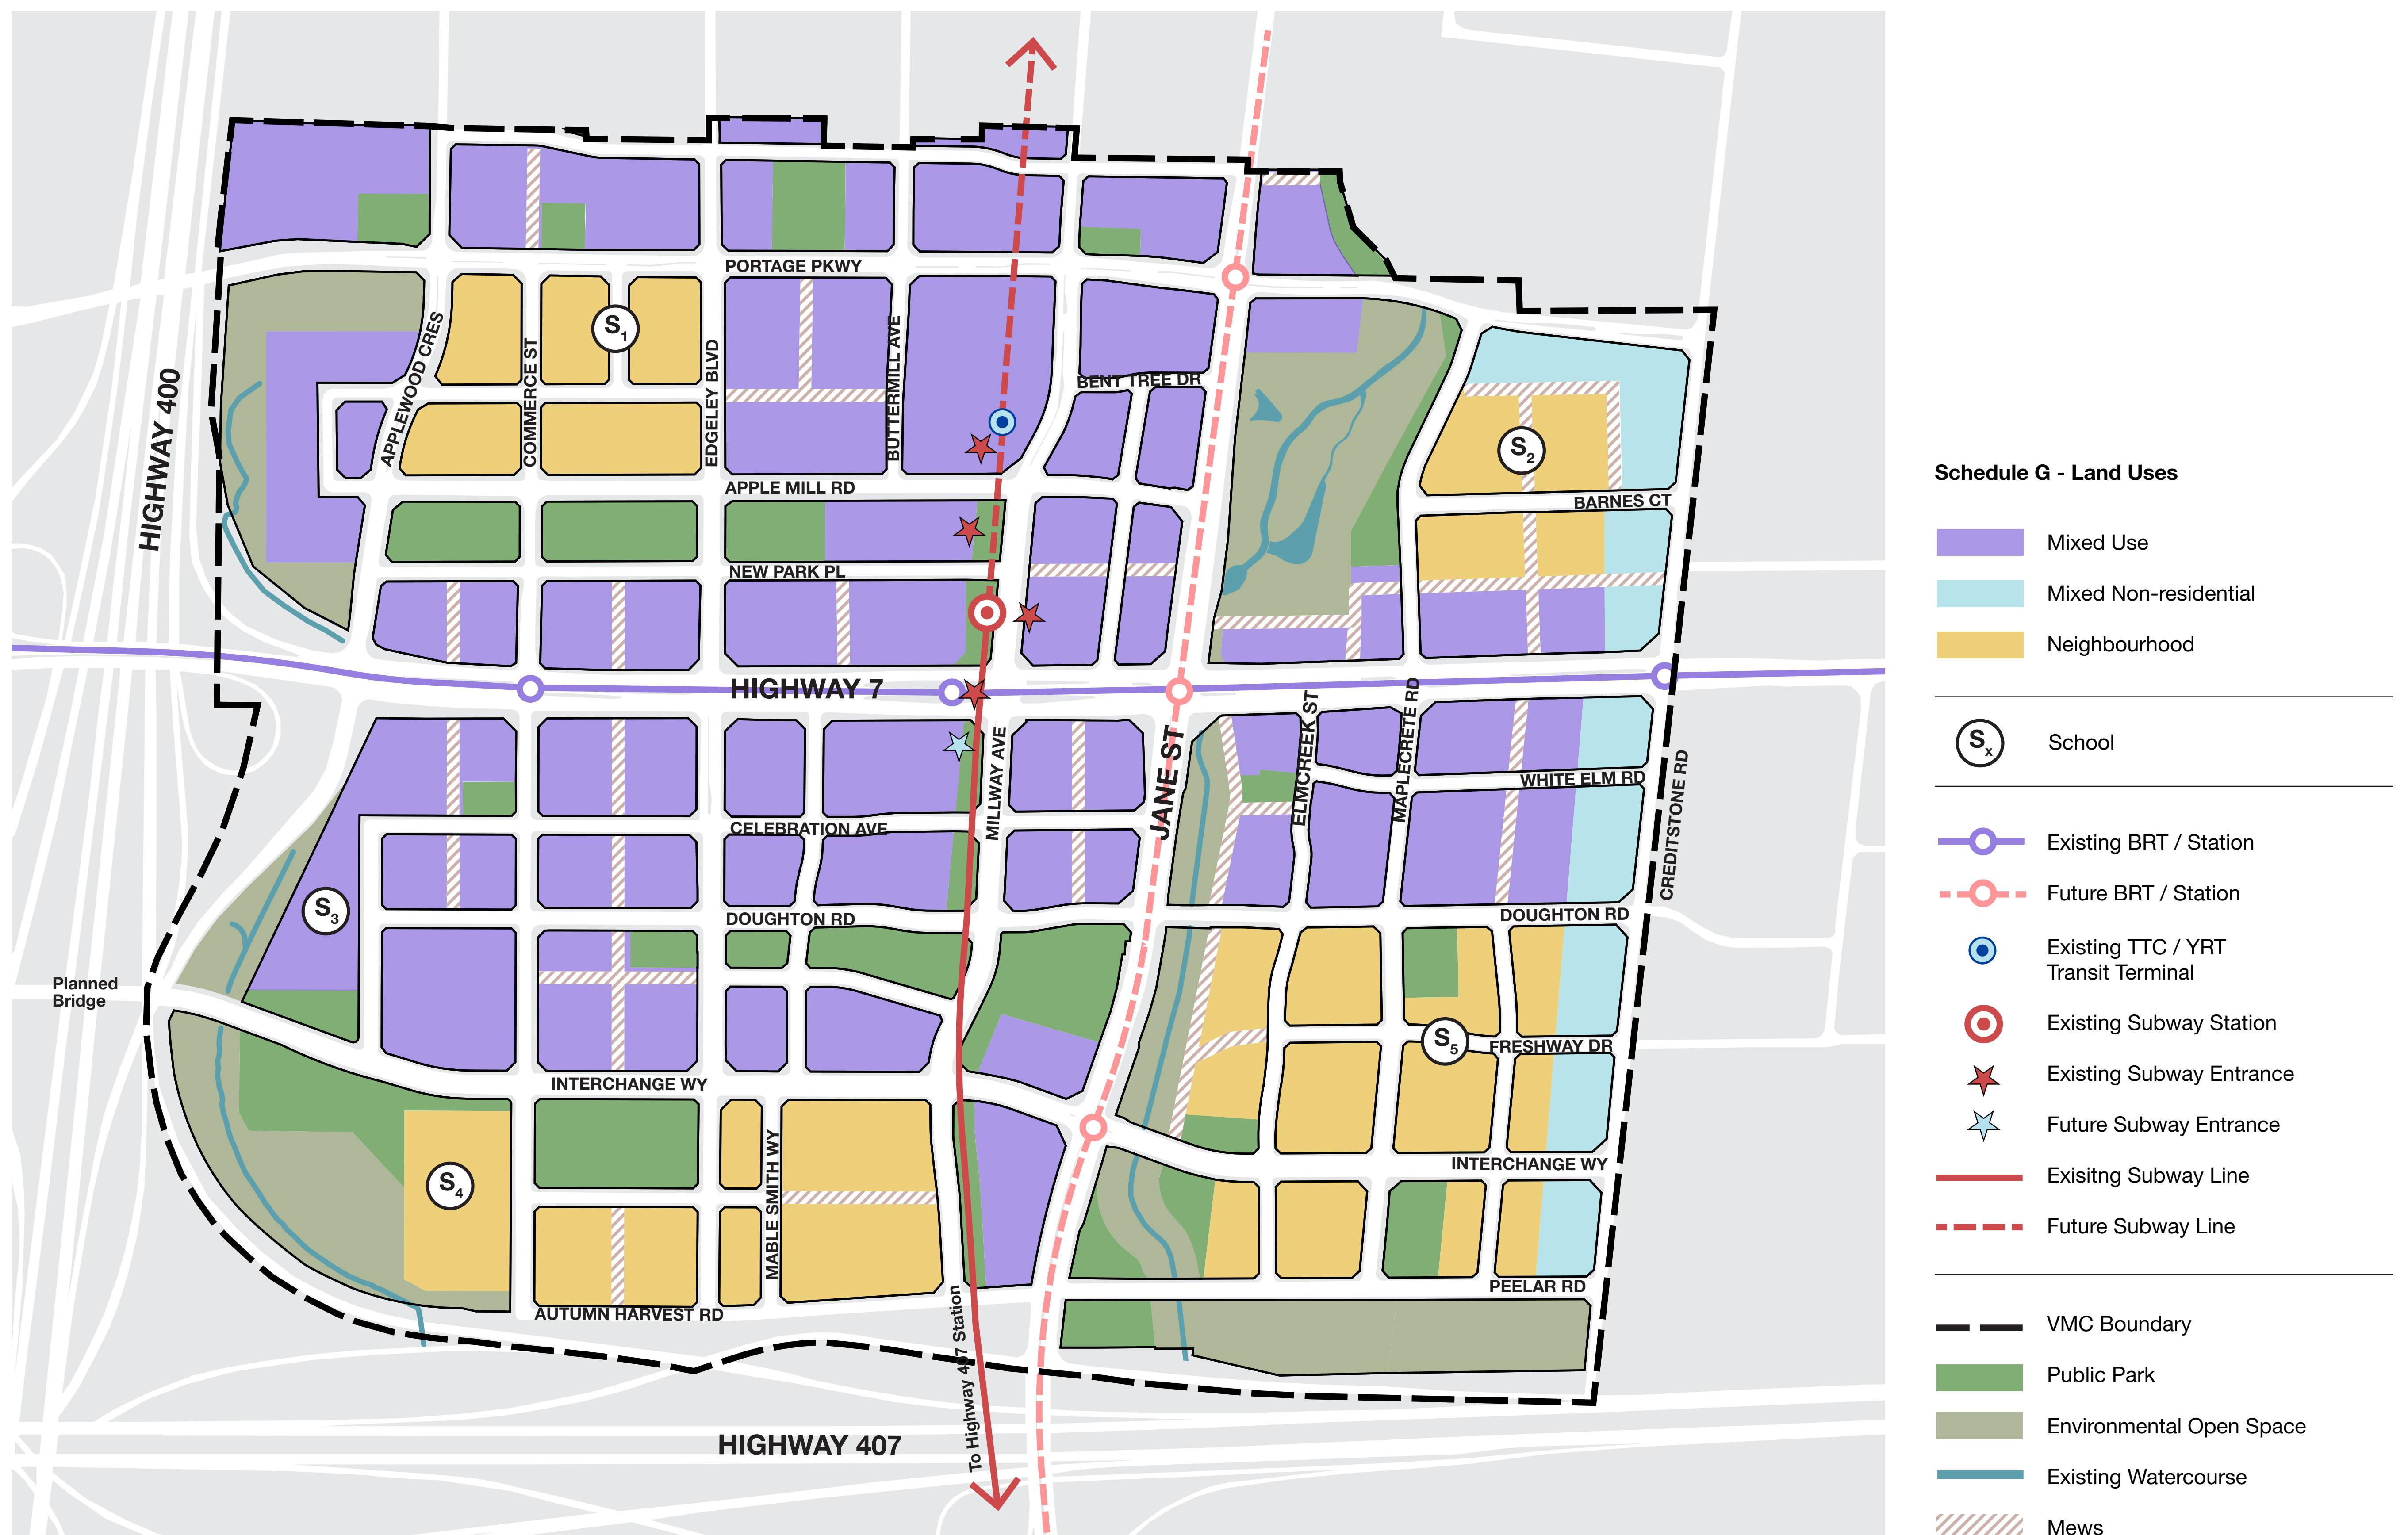 PORTAGE PKWY
S1
APPLEWOOD CRES
COMMERCE ST
EDGELEY BLVD
BUTTERMILL AVE
BENT TREE DR
HIGHWAY 400
S2
APPLE MILL RD
BARNES CT
NEW PARK PL
HIGHWAY 7
MILLWAY AVE
JANE ST
ELMCREEK ST
MAPLECRETE RD
WHITE ELM RD
CREDITSTONE RD
CELEBRATION AVE
S3
DOUGHTON RD
DOUGHTON RD
Planned
Bridge
S5
FRESHWAY DR
INTERCHANGE WY
INTERCHANGE WY
S4
MABLE SMITH WY
PEELAR RD
AUTUMN HARVEST RD
To Highway 407 Station
HIGHWAY 407
Schedule G - Land Uses
Mixed Use
Mixed Non-residential
Neighbourhood
Sx
School
Existing BRT / Station
Future BRT / Station
Existing TTC / YRT
Transit Terminal
Existing Subway Station
Existing Subway Entrance
Future Subway Entrance
Exisitng Subway Line
Future Subway Line
VMC Boundary
Public Park
Environmental Open Space
Existing Watercourse
Mews